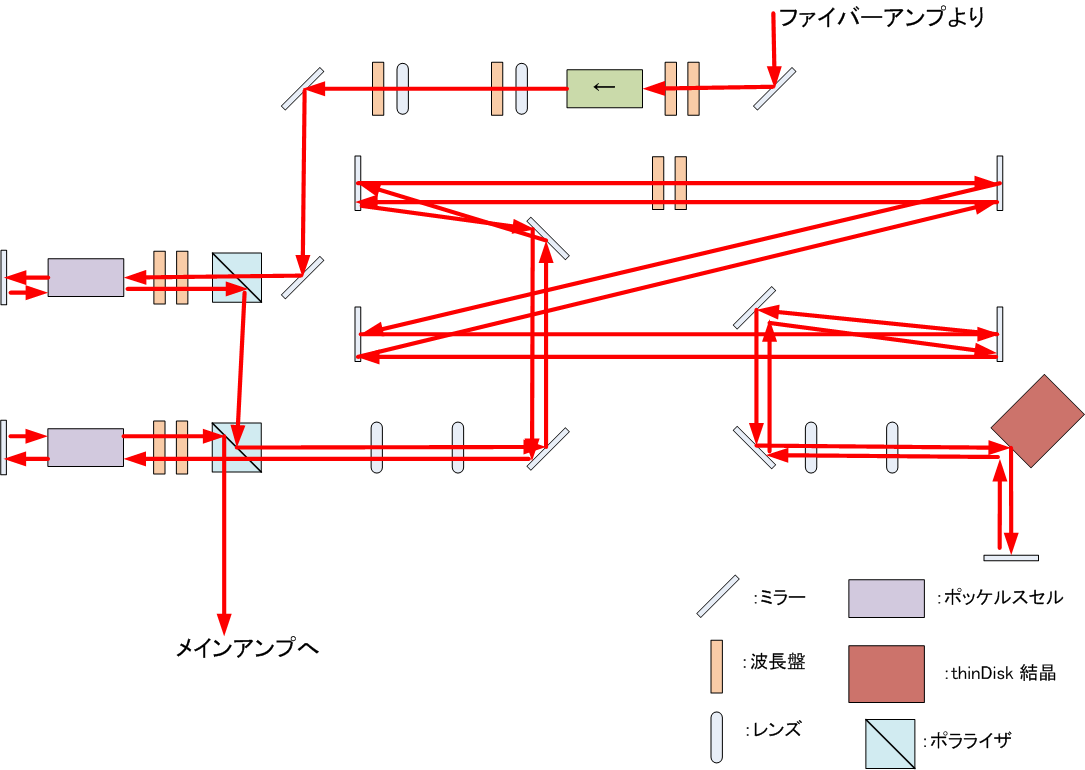 ファイバーアンプより
←
メインアンプへ
:ミラー
:ポッケルスセル
:波長盤
:thinDisk 結晶
:レンズ
:ポラライザ